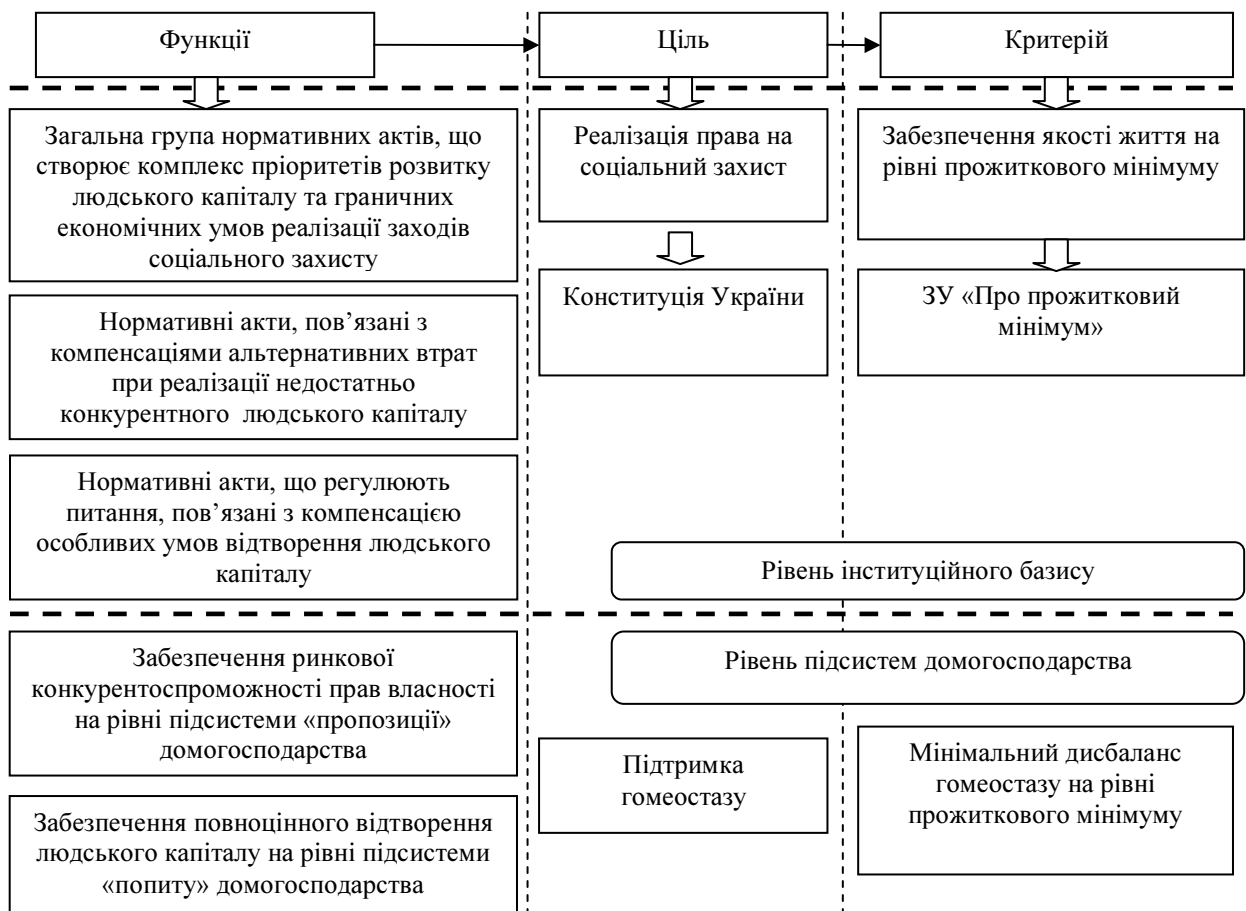 Функції
Ціль
Критерій
Загальна група нормативних актів, що
створює комплекс пріоритетів розвитку
людського капіталу та граничних
економічних умов реалізації заходів
соціального захисту
Реалізація права на
соціальний захист
Забезпечення якості життя на
рівні прожиткового мінімуму
Конституція України
ЗУ «Про прожитковий
мінімум»
Нормативні акти, пов’язані з
компенсаціями альтернативних втрат
при реалізації недостатньо
конкурентного людського капіталу
Нормативні акти, що регулюють
питання, пов’язані з компенсацією
особливих умов відтворення людського
капіталу
Рівень інституційного базису
Рівень підсистем домогосподарства
Забезпечення ринкової
конкурентоспроможності прав власності
на рівні підсистеми «пропозиції»
домогосподарства
Підтримка
гомеостазу
Мінімальний дисбаланс
гомеостазу на рівні
прожиткового мінімуму
Забезпечення повноцінного відтворення
людського капіталу на рівні підсистеми
«попиту» домогосподарства